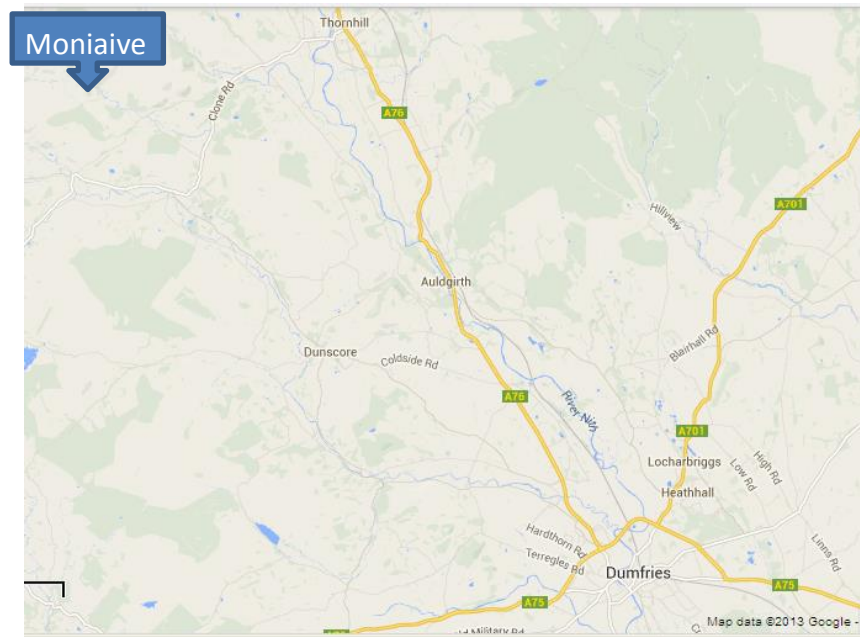 Moniaive
Thornhill
Clone Rd
A76
A701
Hillview
Auldgirth
Blairhall Rd
Dunscore
Coldside Rd
A76
River Nith
A701
Locharbriggs
High Rd
Low Rd
Heathhall
Hardthorn Rd
Linns Rd
Terregles Rd
Dumfries
A75
A75
Map data ©2013 Google -
Military Rd